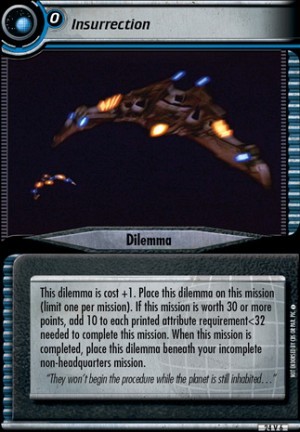 0 Insurrection
Dilemma
This dilemma is cost +1. Place this dilemma on this mission
(limit one per mission). If this mission is worth 30 or more
points, add 10 to each printed attribute requirement<32
needed to complete this mission. When this mission is
completed, place this dilemma beneath your incomplete
non-headquarters mission.
"They won't begin the procedure while the planet is still inhabited..."
24 V 6